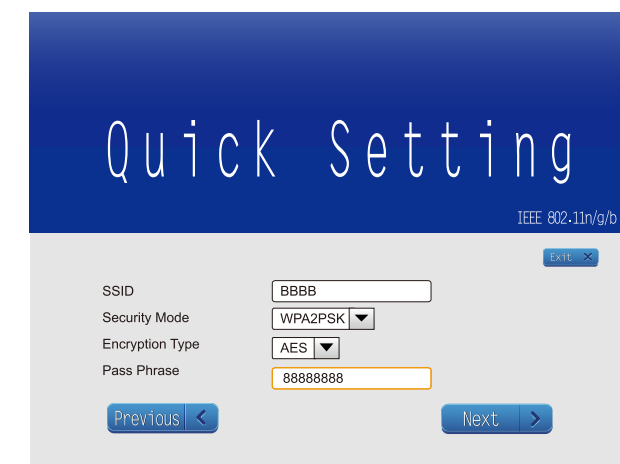 Quick Setting
IEEE 802.11n/g/b
Exit ×
SSID BBBB
Security Mode WPA2PSK
Encryption Type AES
Pass Phrase 88888888
Previous < Next >